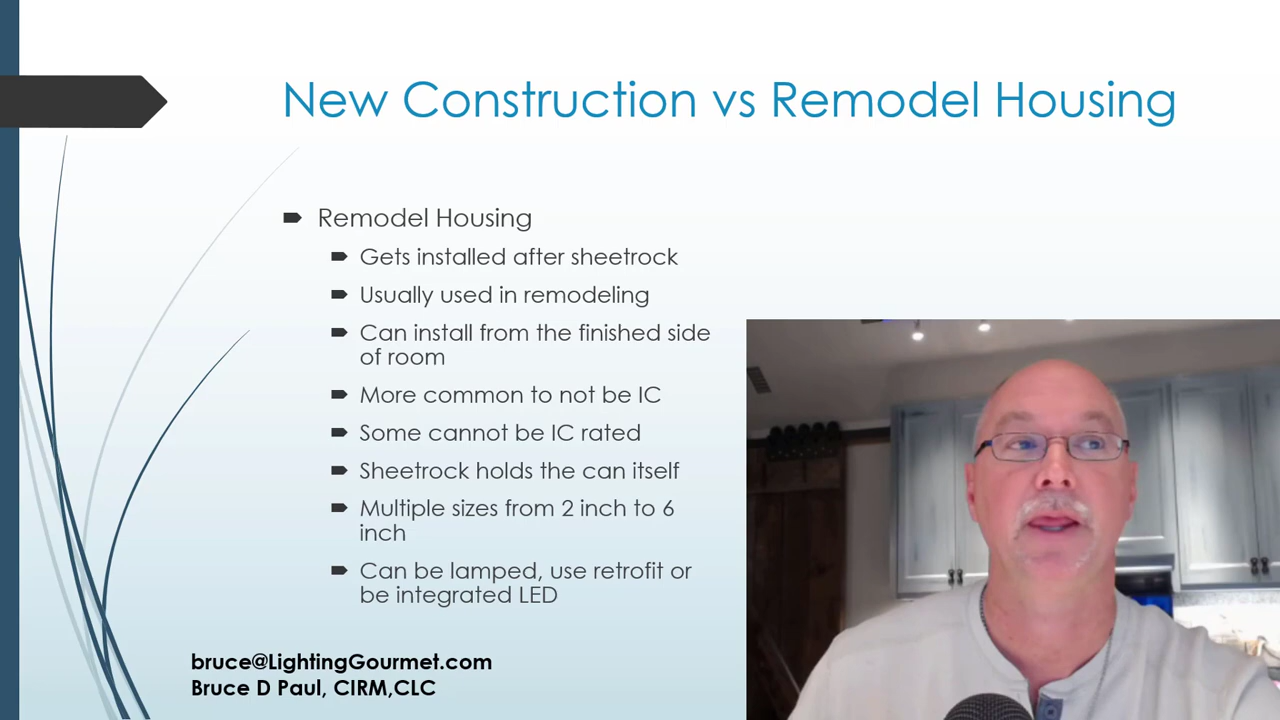 New Construction vs Remodel Housing
Remodel Housing
Gets installed after sheetrock
Usually used in remodeling
Can install from the finished side
of room
More common to not be IC
Some cannot be IC rated
Sheetrock holds the can itself
Multiple sizes from 2 inch to 6
inch
Can be lamped, use retrofit or
be integrated LED
bruce@LightingGourmet.com
Bruce D Paul, CIRM,CLC